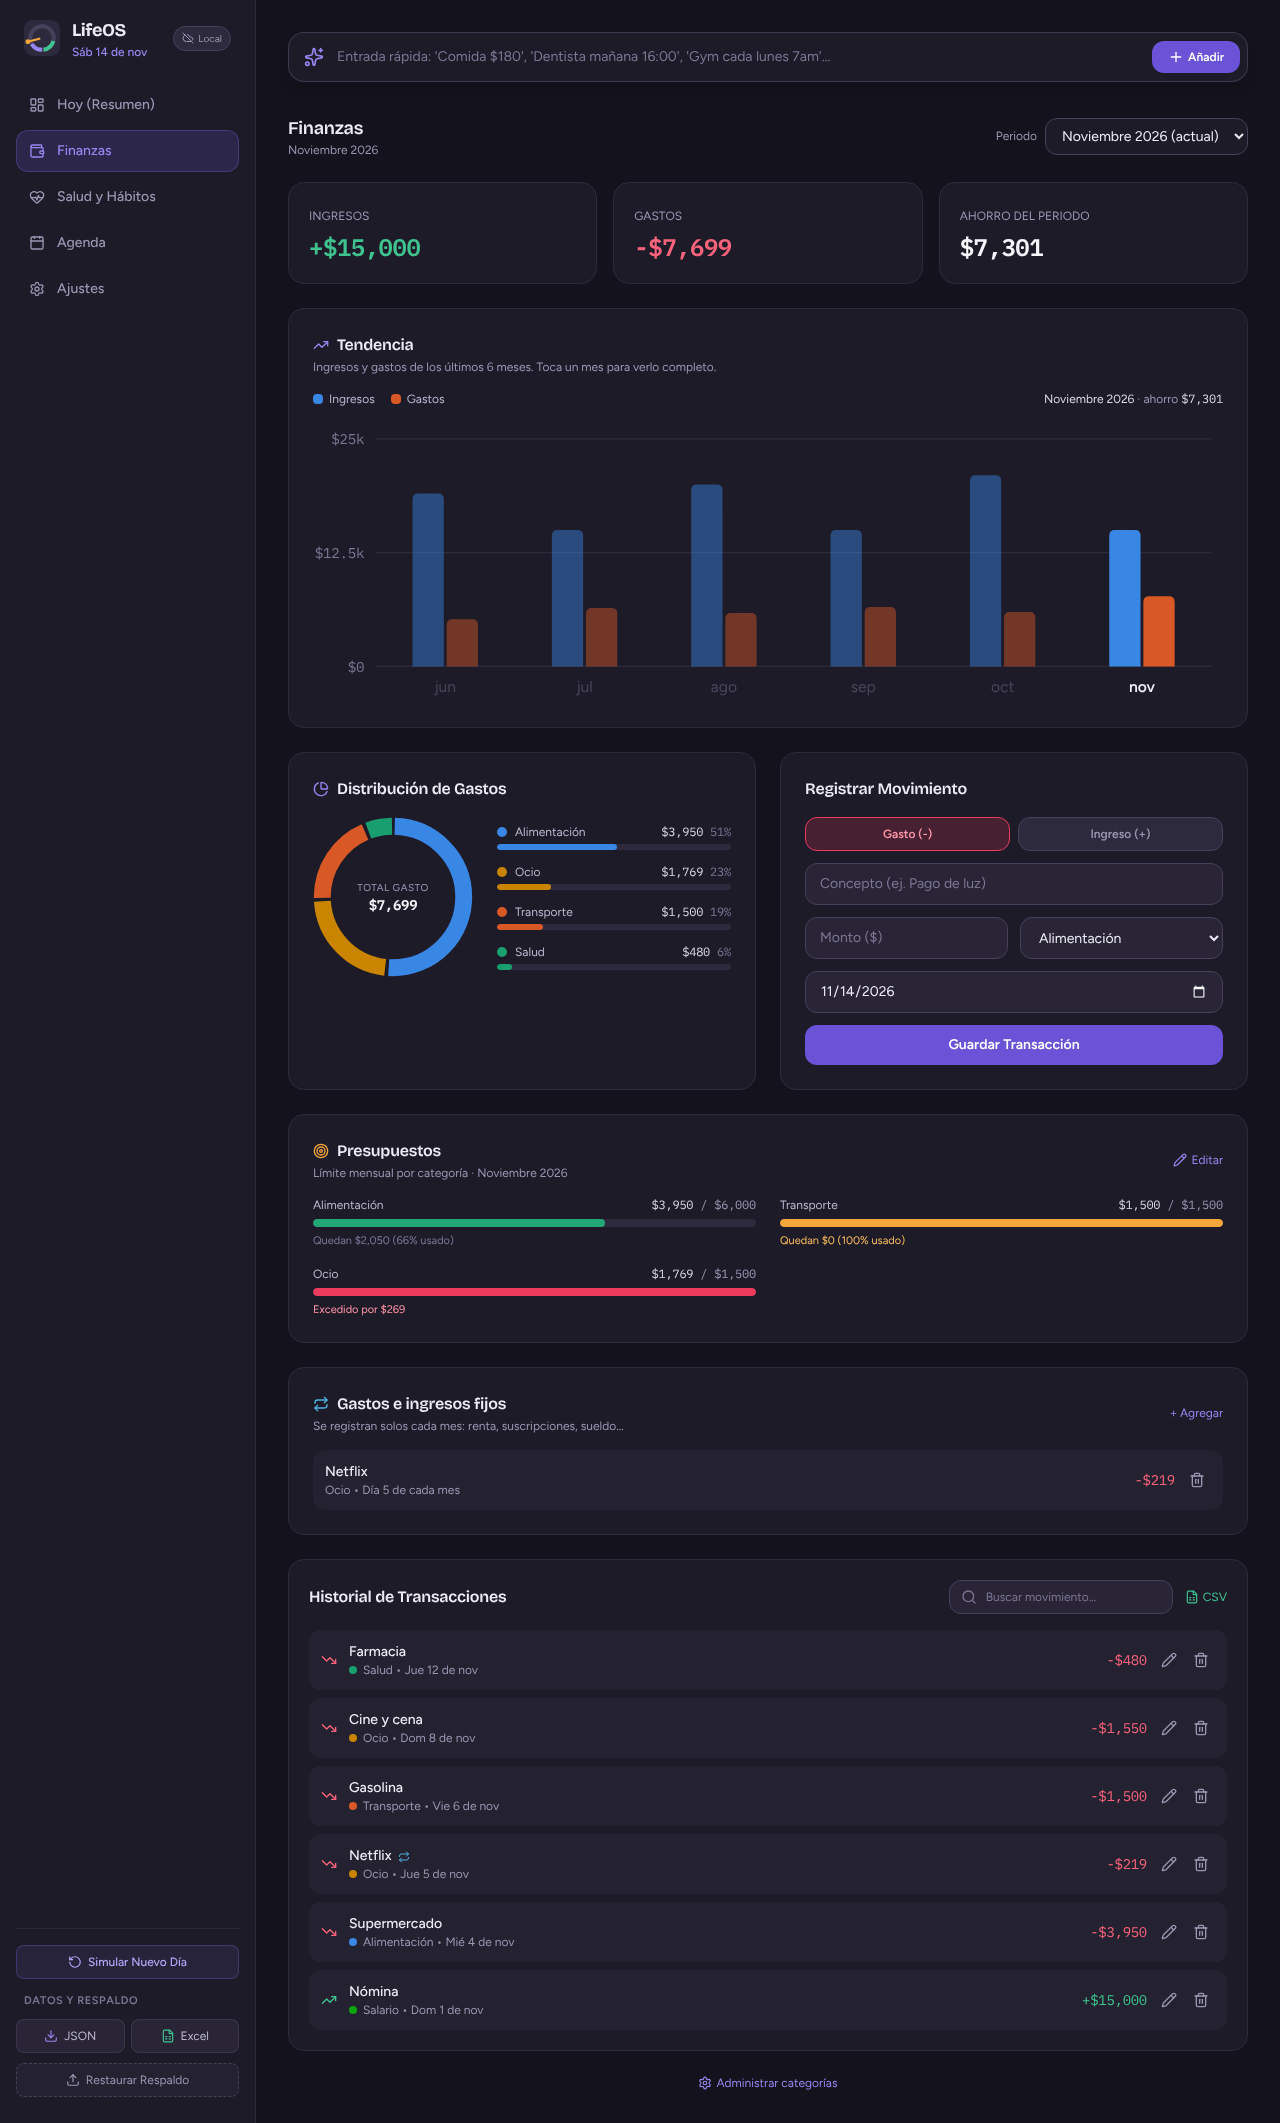 LifeOS
Sáb 14 de nov
Local
Hoy (Resumen)
Finanzas
Salud y Hábitos
Agenda
Ajustes
Simular Nuevo Día
DATOS Y RESPALDO
JSON
Excel
Restaurar Respaldo
Entrada rápida: 'Comida $180', 'Dentista mañana 16:00', 'Gym cada lunes 7am'...
+ Añadir
Finanzas
Noviembre 2026
Periodo
Noviembre 2026 (actual)
INGRESOS
+$15,000
GASTOS
-$7,699
AHORRO DEL PERIODO
$7,301
Tendencia
Ingresos y gastos de los últimos 6 meses. Toca un mes para verlo completo.
Ingresos
Gastos
Noviembre 2026 · ahorro $7,301
$25k
$12.5k
$0
jun jul ago sep oct nov
Distribución de Gastos
TOTAL GASTO
$7,699
Alimentación $3,950 51%
Ocio $1,769 23%
Transporte $1,500 19%
Salud $480 6%
Registrar Movimiento
Gasto (-)
Ingreso (+)
Concepto (ej. Pago de luz)
Monto ($)
Alimentación
11/14/2026
Guardar Transacción
Presupuestos
Límite mensual por categoría · Noviembre 2026
Editar
Alimentación $3,950 / $6,000
Quedan $2,050 (66% usado)
Transporte $1,500 / $1,500
Quedan $0 (100% usado)
Ocio $1,769 / $1,500
Excedido por $269
Gastos e ingresos fijos
Se registran solos cada mes: renta, suscripciones, sueldo...
+ Agregar
Netflix
Ocio • Día 5 de cada mes
-$219
Historial de Transacciones
Buscar movimiento...
CSV
Farmacia
Salud • Jue 12 de nov
-$480
Cine y cena
Ocio • Dom 8 de nov
-$1,550
Gasolina
Transporte • Vie 6 de nov
-$1,500
Netflix
Ocio • Jue 5 de nov
-$219
Supermercado
Alimentación • Mié 4 de nov
-$3,950
Nómina
Salario • Dom 1 de nov
+$15,000
Administrar categorías